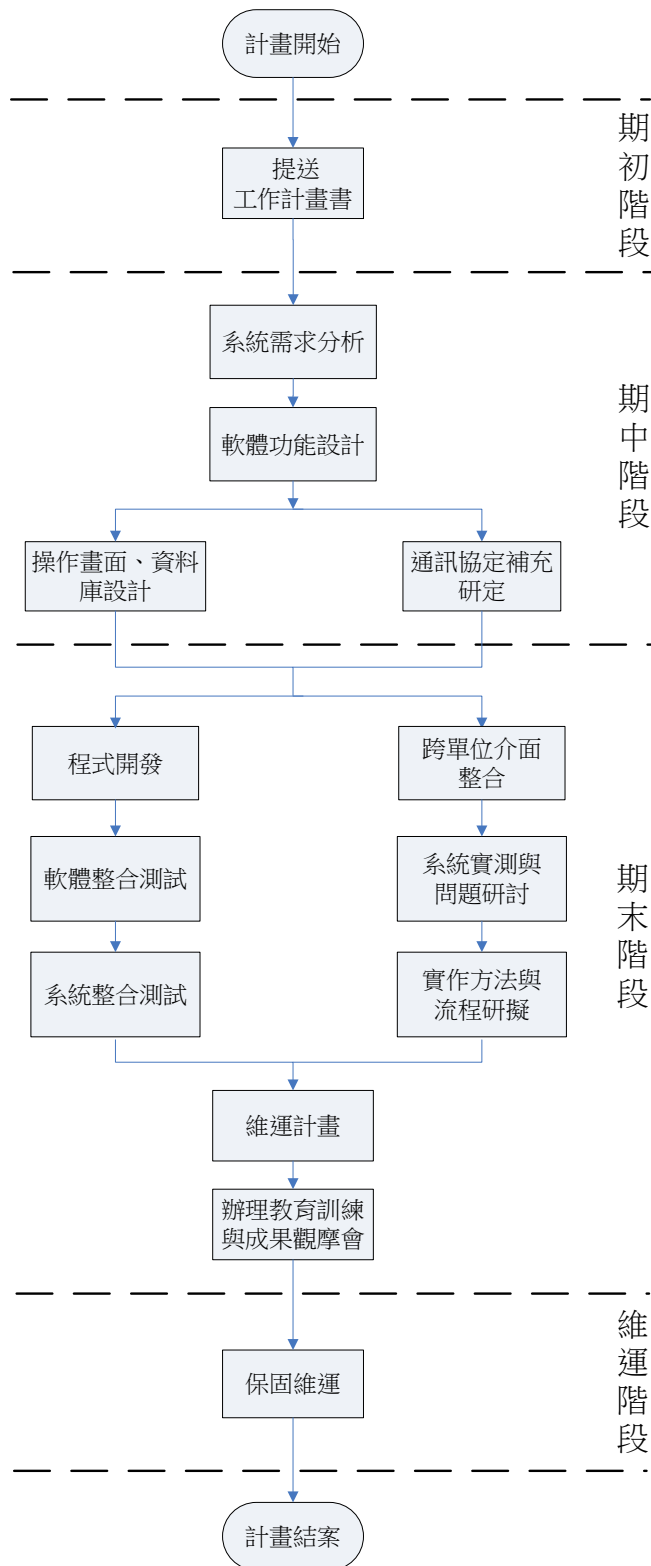 計畫開始
期初階段
提送
工作計畫書
期中階段
系統需求分析
軟體功能設計
操作畫面、資料
庫設計
通訊協定補充
研定
期末階段
程式開發
跨單位介面
整合
軟體整合測試
系統實測與
問題研討
系統整合測試
實作方法與
流程研擬
維運計畫
辦理教育訓練
與成果觀摩會
維運階段
保固維運
計畫結案